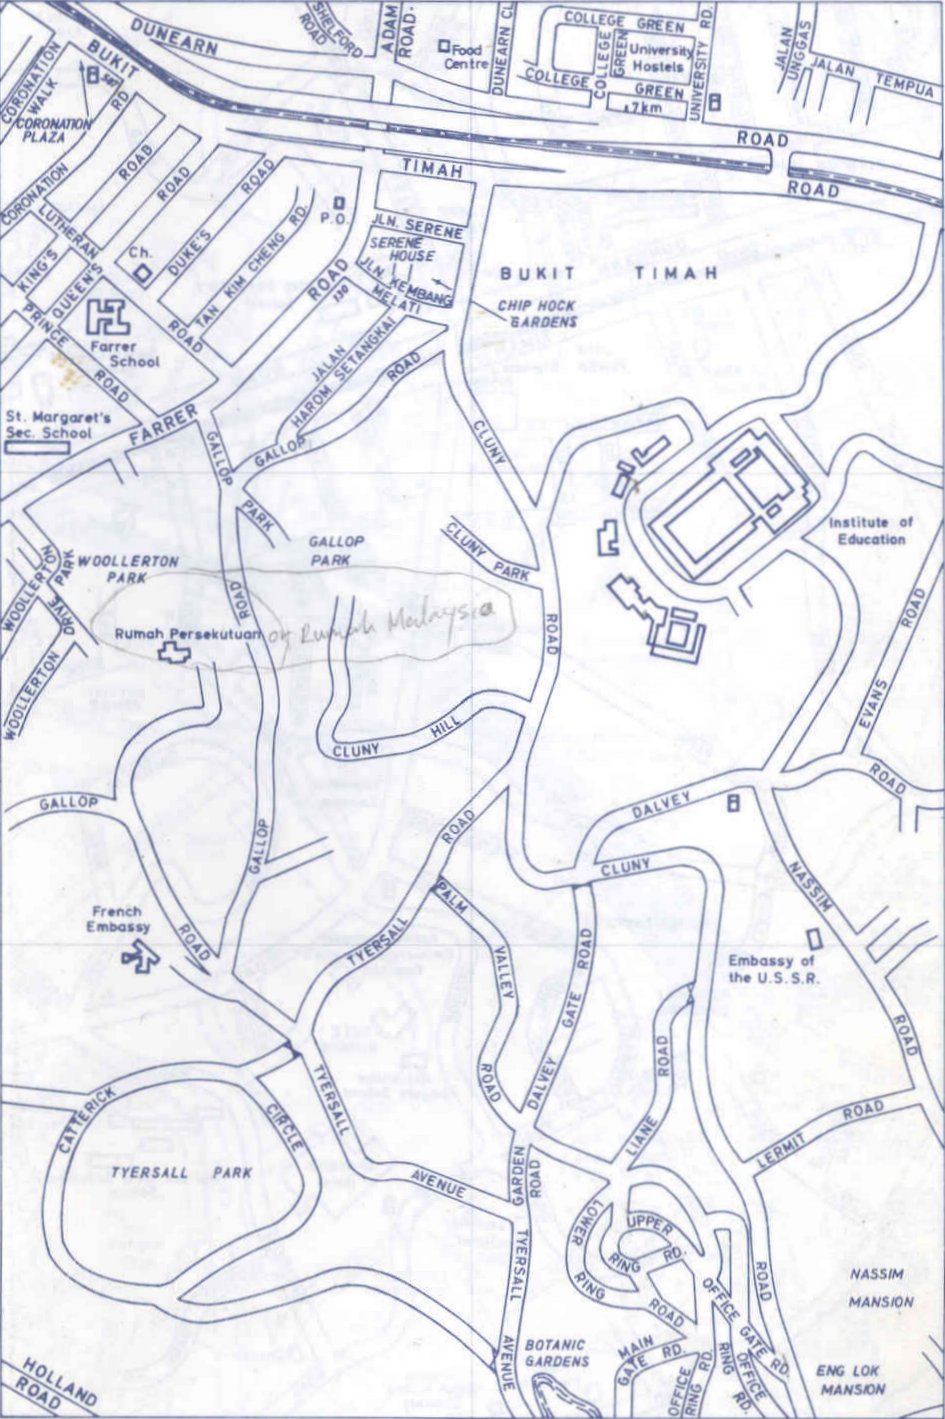 DUNEARN
SHELFORD
ROAD
ADAM
ROAD.
Food
Centre
DUNEARN CL
COLLEGE GREEN
COLLEGE
GREEN
University
Hostels
UNIVERSITY RD.
COLLEGE
GREEN
1.7km
JALAN
UNGGAS
JALAN TEMPUA
CORONATION
WALK
BUKIT
RD
CORONATION
PLAZA
ROAD
TIMAH
ROAD
CORONATION
ROAD
ROAD
ROAD
LUTHERAN
KING'S
QUEEN'S
PRINCE
ROAD
Ch.
DUKE'S
ROAD
TAN KIM CHENG RD.
P.O.
ROAD
JLN. SERENE
SERENE
HOUSE
JLN. KEMBANG
MELATI
BUKIT TIMAH
CHIP HOCK
GARDENS
Farrer
School
JALAN
HAROM SETANGKAI
St. Margaret's
Sec. School
FARRER
GALLOP
ROAD
GALLOP
CLUNY
PARK
CLUNY
PARK
GALLOP
PARK
Institute of
Education
WOOLLERTON
PARK
WOOLLERTON
PARK
DRIVE
WOOLLERTON
ROAD
Rumah Persekutuan
or Rumah Malaysia
ROAD
ROAD
EVANS
ROAD
CLUNY
HILL
GALLOP
GALLOP
ROAD
DALVEY
CLUNY
NASSIM
French
Embassy
ROAD
PALM
VALLEY
ROAD
TYERSALL
DALVEY GATE ROAD
Embassy of
the U.S.S.R.
ROAD
ROAD
LIANE
LERMIT ROAD
CATTERICK
CIRCLE
TYERSALL
AVENUE
TYERSALL PARK
GARDEN
ROAD
TYERSALL
AVENUE
LOWER
RING
ROAD
UPPER
RING RD.
ROAD
OFFICE GATE RD.
OFFICE
RING RD.
MAIN
GATE RD.
OFFICE
RING RD.
BOTANIC
GARDENS
NASSIM
MANSION
ENG LOK
MANSION
HOLLAND
ROAD